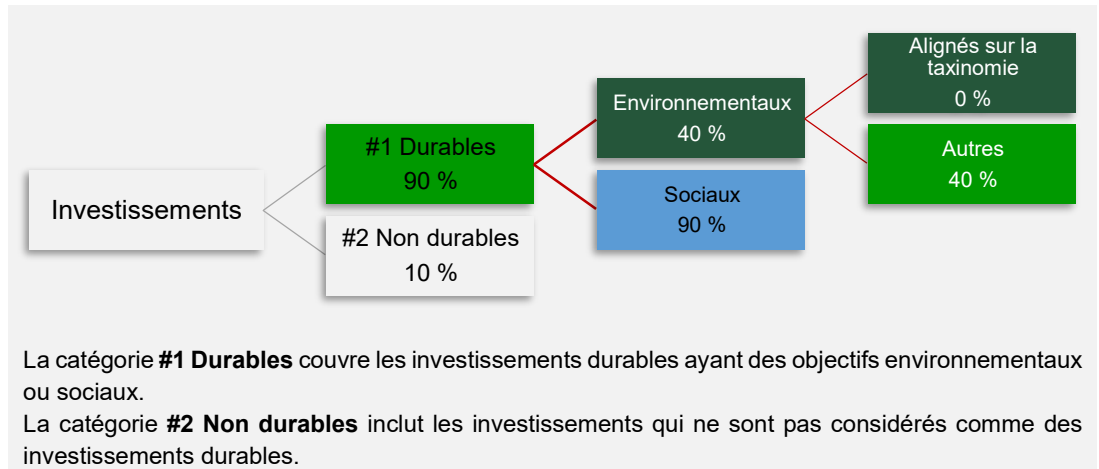 Investissements
#1 Durables
90 %
#2 Non durables
10 %
Environnementaux
40 %
Sociaux
90 %
Alignés sur la
taxinomie
0 %
Autres
40 %
La catégorie #1 Durables couvre les investissements durables ayant des objectifs environnementaux
ou sociaux.
La catégorie #2 Non durables inclut les investissements qui ne sont pas considérés comme des
investissements durables.